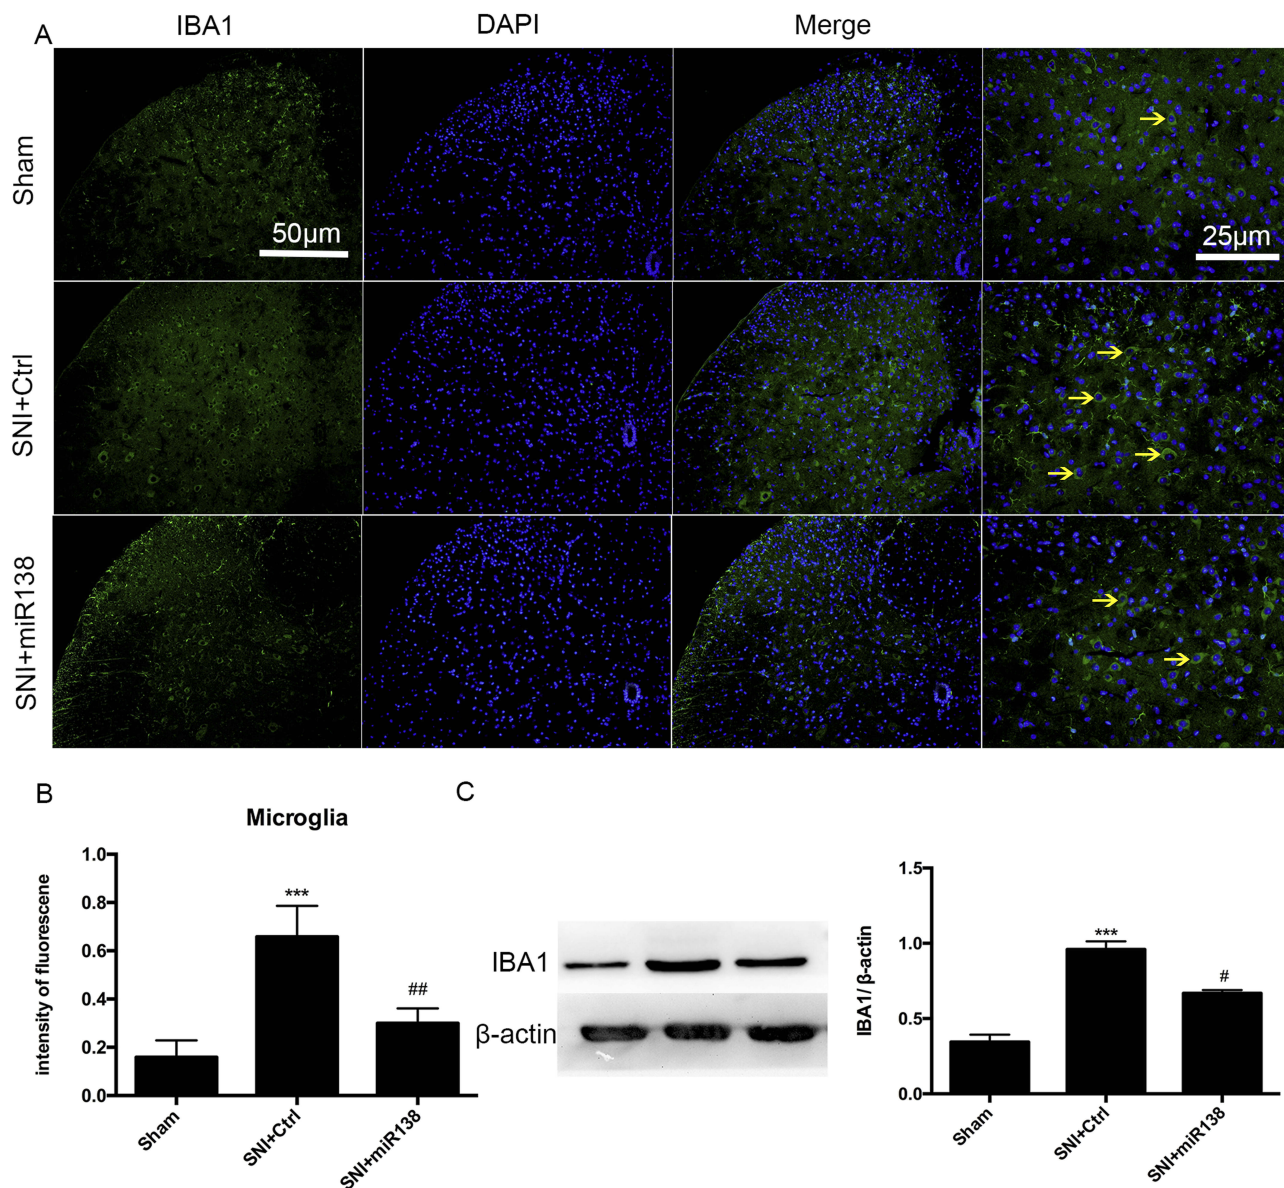 A
IBA1
DAPI
Merge
Sham
50µm
25µm
SNI+Ctrl
SNI+miR138
B
Microglia
intensity of fluorescene
1.0
0.8
0.6
0.4
0.2
0.0
***
##
Sham
SNI+Ctrl
SNI+miR138
C
IBA1
β-actin
IBA1/ β-actin
1.5
1.0
0.5
0.0
***
#
Sham
SNI+Ctrl
SNI+miR138